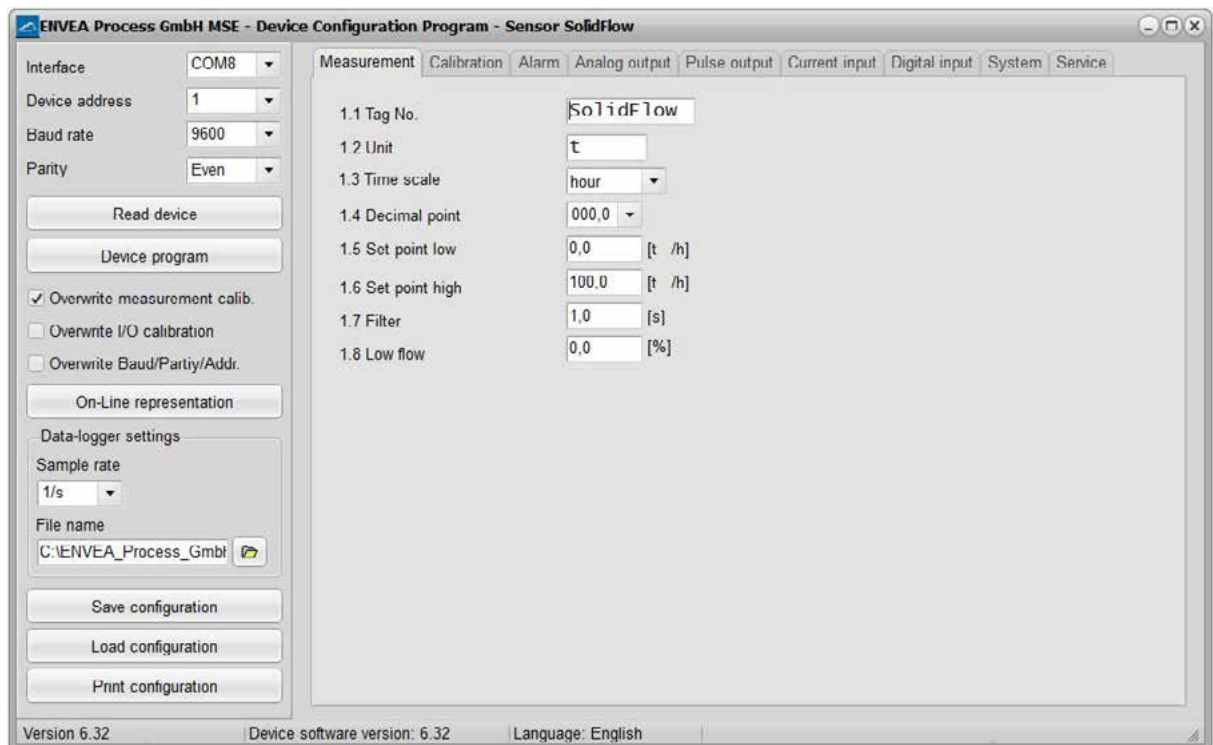 ENVEA Process GmbH MSE - Device Configuration Program - Sensor SolidFlow
Interface COM8
Device address 1
Baud rate 9600
Parity Even
Read device
Device program
Overwrite measurement calib.
Overwrite I/O calibration
Overwrite Baud/Partiy/Addr.
On-Line representation
Data-logger settings
Sample rate
1/s
File name
C:\ENVEA_Process_Gmbl
Save configuration
Load configuration
Print configuration
Measurement Calibration Alarm Analog output Pulse output Current input Digital input System Service
1.1 Tag No. SolidFlow
1.2 Unit t
1.3 Time scale hour
1.4 Decimal point 000,0
1.5 Set point low 0,0 [t /h]
1.6 Set point high 100,0 [t /h]
1.7 Filter 1,0 [s]
1.8 Low flow 0,0 [%]
Version 6.32 Device software version: 6.32 Language: English